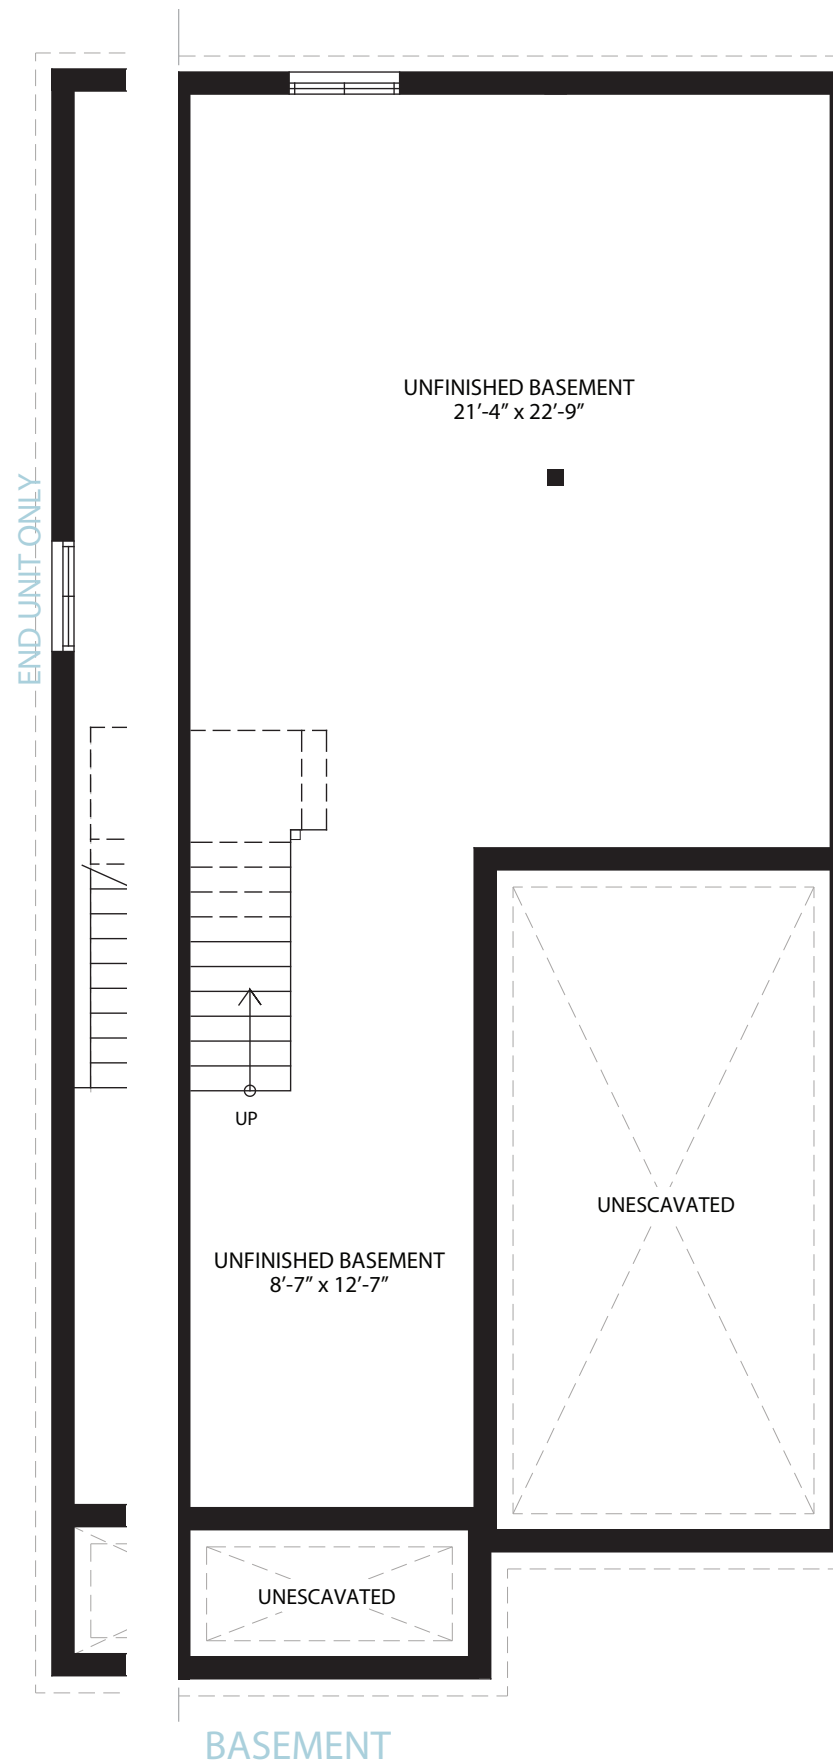 UNFINISHED BASEMENT
21’-4” x 22’-9”
END UNIT ONLY
UP
UNESCAVATED
UNFINISHED BASEMENT
8’-7” x 12’-7”
UNESCAVATED
BASEMENT